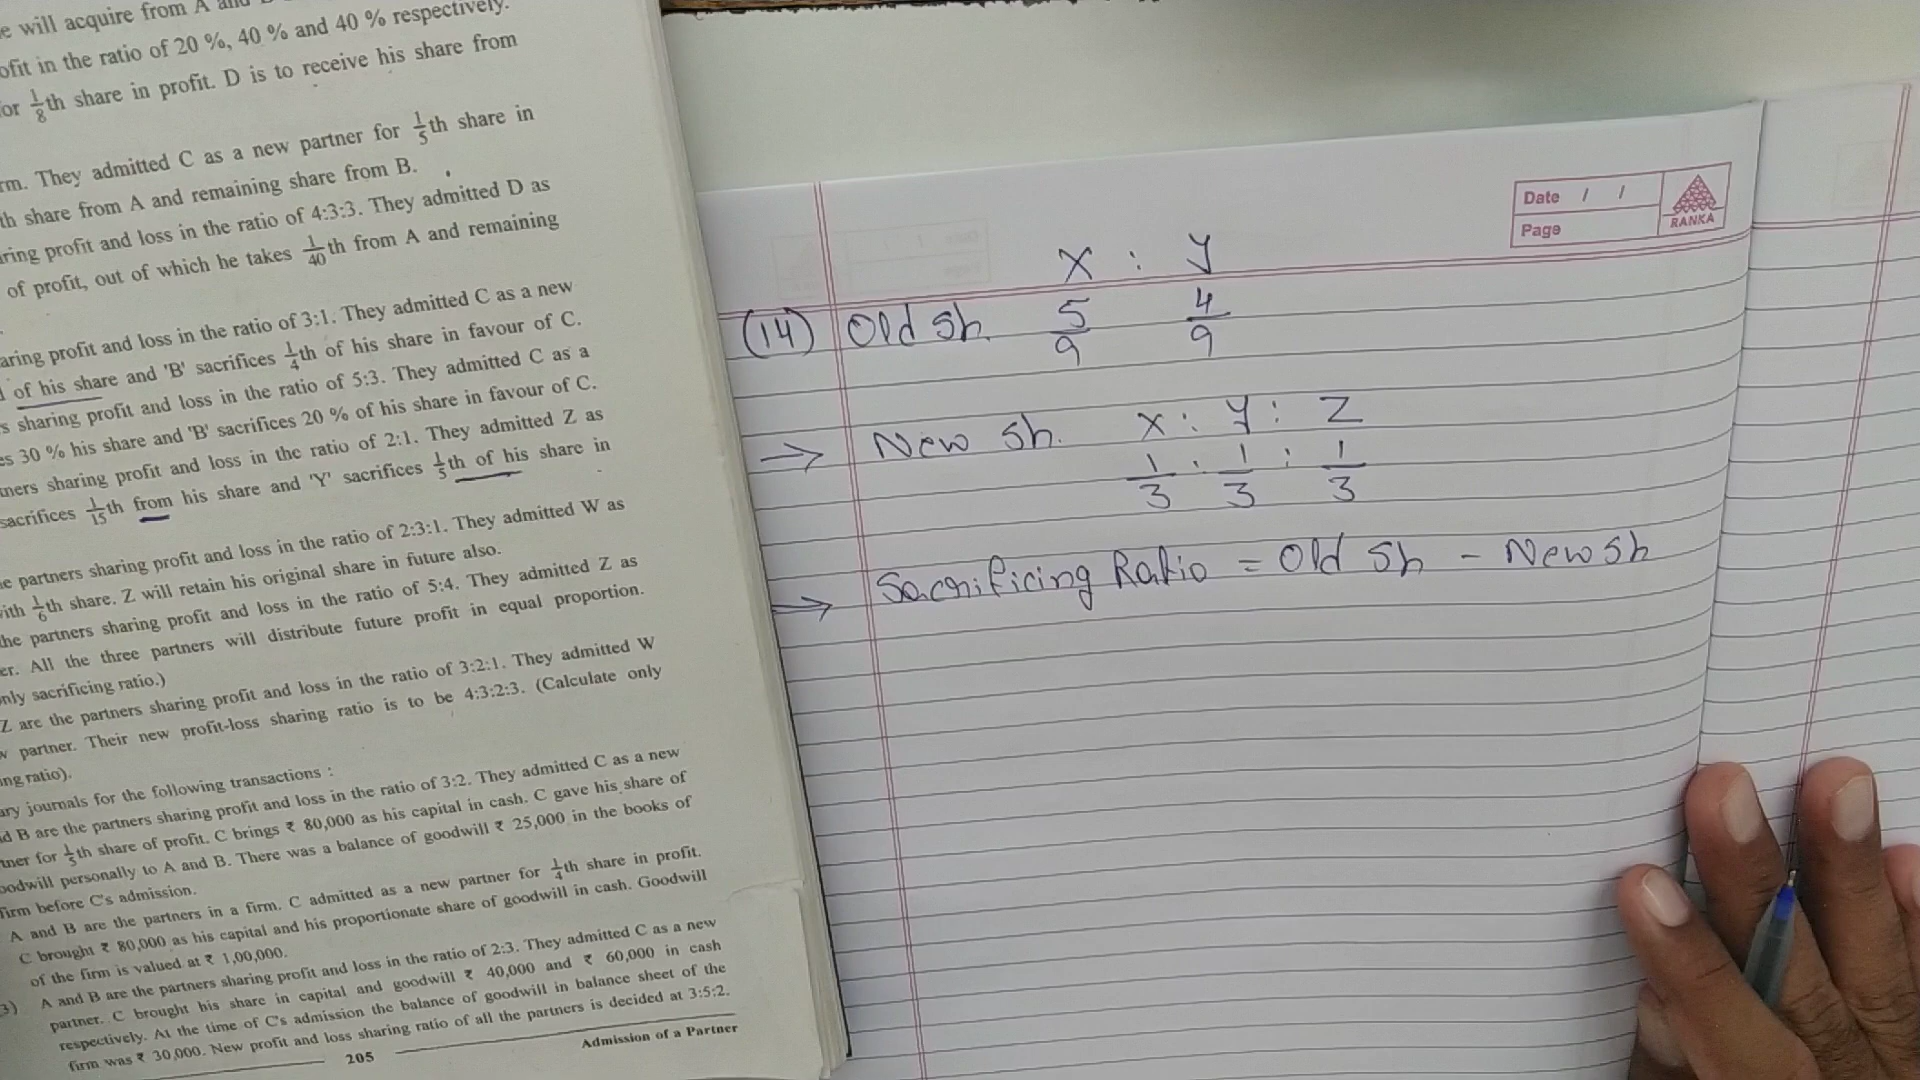 e will acquire from A and
ofit in the ratio of 20 %, 40 % and 40 % respectively.
or 1/8 th share in profit. D is to receive his share from
rm. They admitted C as a new partner for 1/5 th share in
th share from A and remaining share from B.
ring profit and loss in the ratio of 4:3:3. They admitted D as
of profit, out of which he takes 1/40 th from A and remaining
aring profit and loss in the ratio of 3:1. They admitted C as a new
of his share and 'B' sacrifices 1/4 th of his share in favour of C.
s sharing profit and loss in the ratio of 5:3. They admitted C as a
es 30 % his share and 'B' sacrifices 20 % of his share in favour of C.
ners sharing profit and loss in the ratio of 2:1. They admitted Z as
sacrifices 1/15 th from his share and 'Y' sacrifices 1/5 th of his share in
e partners sharing profit and loss in the ratio of 2:3:1. They admitted W as
ith 1/6 th share. Z will retain his original share in future also.
he partners sharing profit and loss in the ratio of 5:4. They admitted Z as
er. All the three partners will distribute future profit in equal proportion.
nly sacrificing ratio.)
Z are the partners sharing profit and loss in the ratio of 3:2:1. They admitted W
w partner. Their new profit-loss sharing ratio is to be 4:3:2:3. (Calculate only
ing ratio).
ary journals for the following transactions :
d B are the partners sharing profit and loss in the ratio of 3:2. They admitted C as a new
tner for 1/5 th share of profit. C brings ₹ 80,000 as his capital in cash. C gave his share of
oodwill personally to A and B. There was a balance of goodwill ₹ 25,000 in the books of
firm before C's admission.
A and B are the partners in a firm. C admitted as a new partner for 1/4 th share in profit.
C brought ₹ 80,000 as his capital and his proportionate share of goodwill in cash. Goodwill
of the firm is valued at ₹ 1,00,000.
3) A and B are the partners sharing profit and loss in the ratio of 2:3. They admitted C as a new
partner. C brought his share in capital and goodwill ₹ 40,000 and ₹ 60,000 in cash
respectively. At the time of C's admission the balance of goodwill in balance sheet of the
firm was ₹ 30,000. New profit and loss sharing ratio of all the partners is decided at 3:5:2.
205
Admission of a Partner
Date / /
Page
RANKA
X : Y
(14) Old Sh. 5/9 4/9
→ New Sh. X : Y : Z
1/3 : 1/3 : 1/3
→ Sacrificing Ratio = Old Sh - New Sh